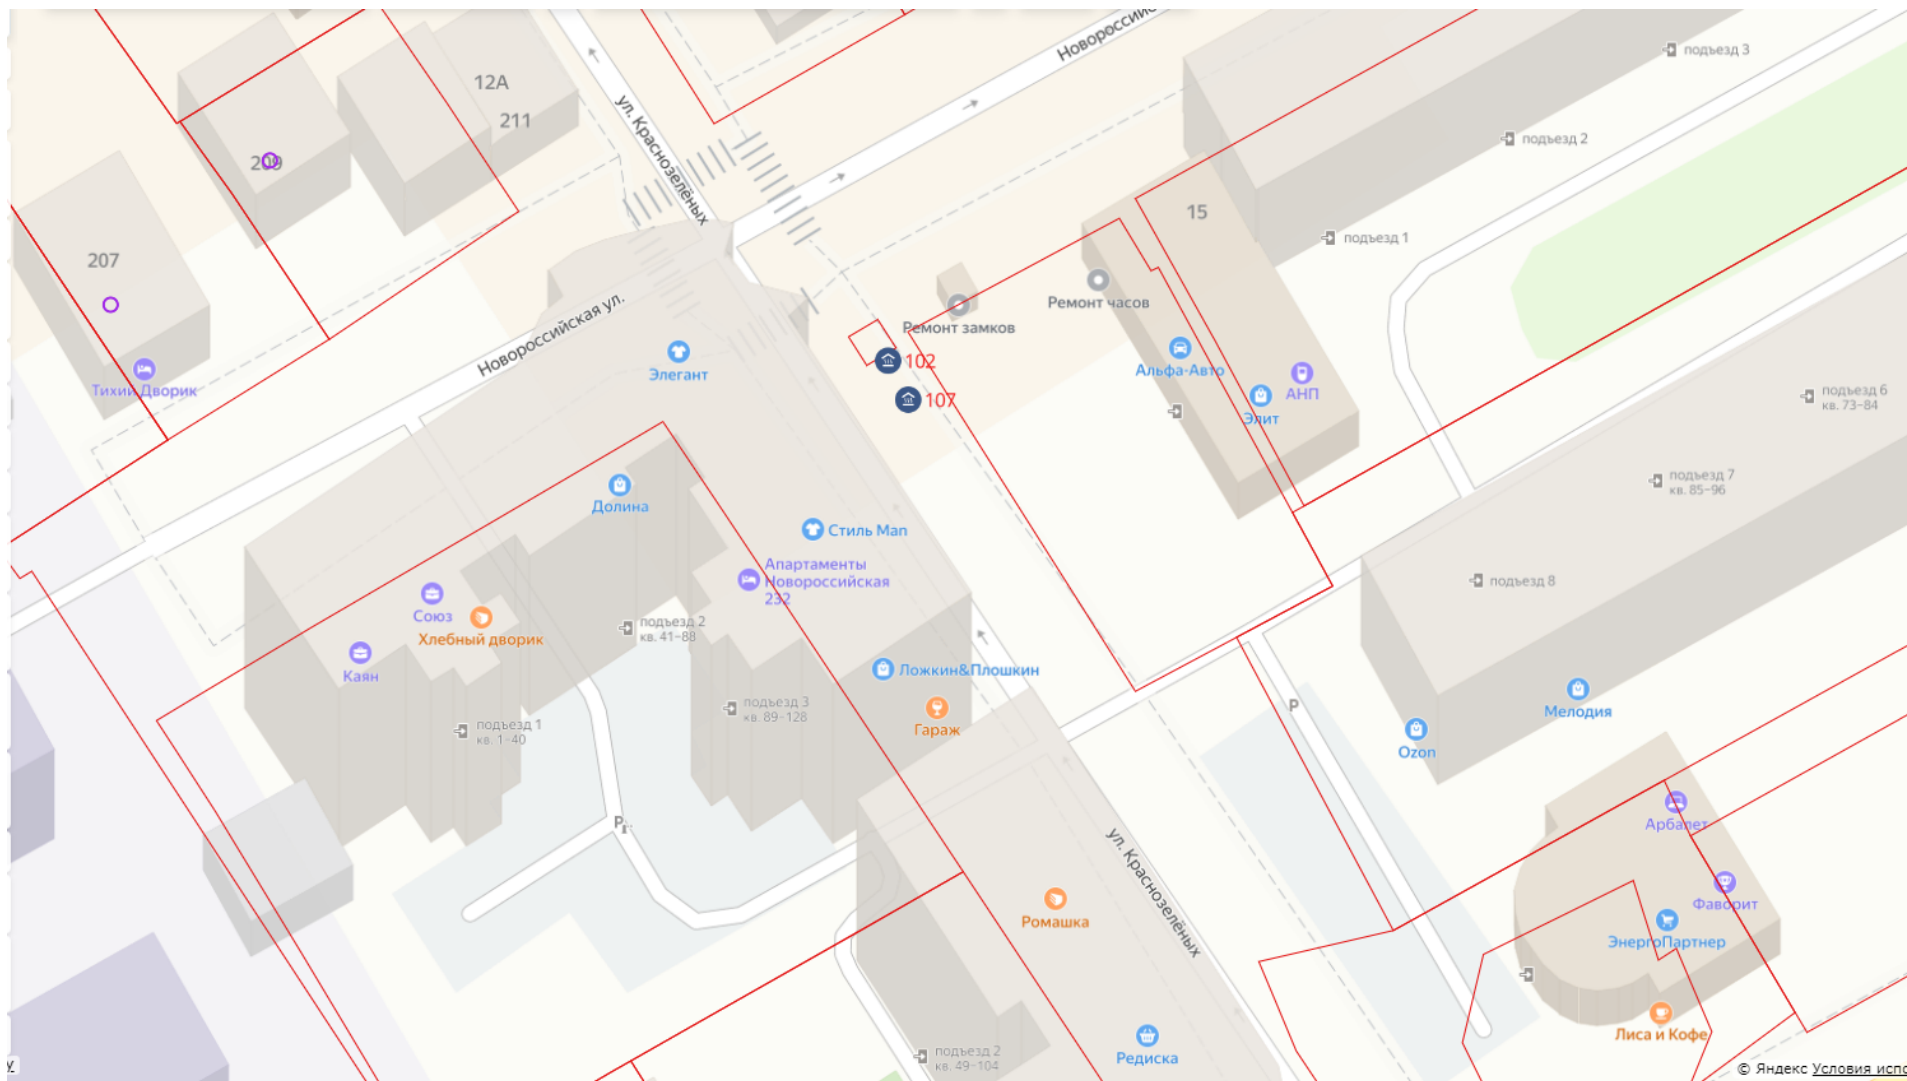 Новороссийс
подъезд 3
12А
211
ул. Краснозелёных
подъезд 2
209
15
подъезд 1
207
Ремонт часов
Новороссийская ул.
Ремонт замков
Элегант
102
Альфа-Авто
АНП
Тихий Дворик
Элит
107
подъезд 6
кв. 73-84
подъезд 7
кв. 85-96
Долина
Стиль Man
Апартаменты
Новороссийская
232
подъезд 8
Союз
Хлебный дворик
подъезд 2
кв. 41-88
Каян
Ложкин&Плошкин
подъезд 3
кв. 89-128
P
Мелодия
подъезд 1
кв. 1-40
Гараж
Ozon
P
Арбалет
ул. Краснозелёных
Фаворит
Ромашка
ЭнергоПартнер
Лиса и Кофе
подъезд 2
кв. 49-104
Редиска
© Яндекс Условия испо